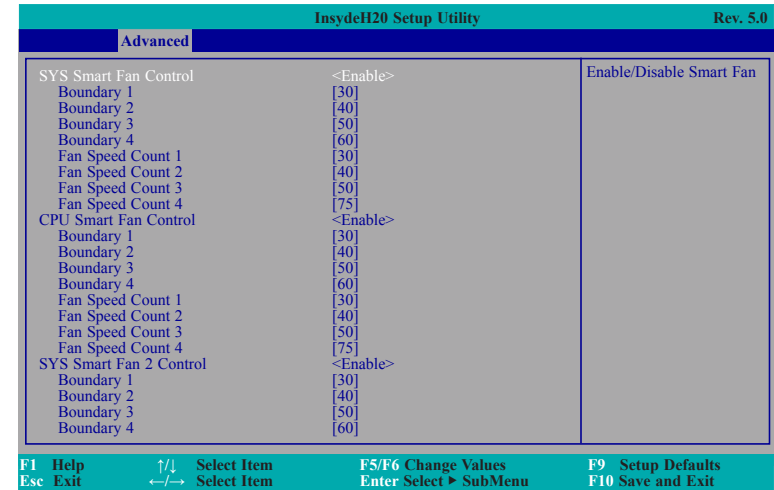 InsydeH20 Setup Utility Rev. 5.0
Advanced
SYS Smart Fan Control <Enable> Enable/Disable Smart Fan
Boundary 1 [30]
Boundary 2 [40]
Boundary 3 [50]
Boundary 4 [60]
Fan Speed Count 1 [30]
Fan Speed Count 2 [40]
Fan Speed Count 3 [50]
Fan Speed Count 4 [75]
CPU Smart Fan Control <Enable>
Boundary 1 [30]
Boundary 2 [40]
Boundary 3 [50]
Boundary 4 [60]
Fan Speed Count 1 [30]
Fan Speed Count 2 [40]
Fan Speed Count 3 [50]
Fan Speed Count 4 [75]
SYS Smart Fan 2 Control <Enable>
Boundary 1 [30]
Boundary 2 [40]
Boundary 3 [50]
Boundary 4 [60]
F1 Help ↑/↓ Select Item F5/F6 Change Values F9 Setup Defaults
Esc Exit ←/→ Select Item Enter Select ▶ SubMenu F10 Save and Exit